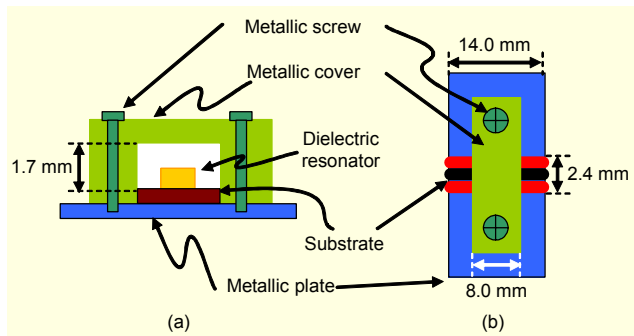 Metallic screw
14.0 mm
Metallic cover
Dielectric
resonator
1.7 mm
2.4 mm
Substrate
Metallic plate
8.0 mm
(a)
(b)